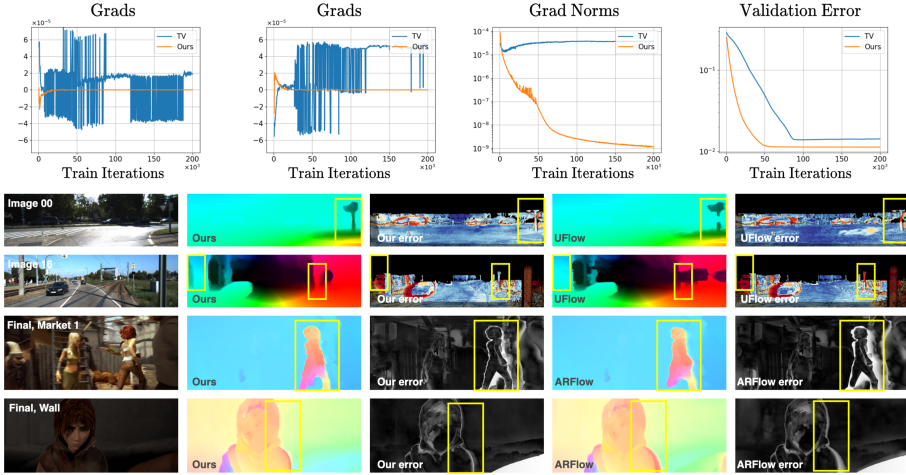 Grads
Grads
Grad Norms
Validation Error
×10⁻⁵
TV
Ours
6
4
2
0
−2
−4
−6
0 50 100 150 200
×10³
Train Iterations
×10⁻⁵
TV
Ours
6
4
2
0
−2
−4
−6
0 50 100 150 200
×10³
Train Iterations
TV
Ours
10⁻⁴
10⁻⁵
10⁻⁶
10⁻⁷
10⁻⁸
10⁻⁹
0 50 100 150 200
×10³
Train Iterations
TV
Ours
10⁻¹
10⁻²
0 50 100 150 200
×10³
Train Iterations
Image 00
Ours
Our error
UFlow
UFlow error
Image 16
Ours
Our error
UFlow
UFlow error
Final, Market 1
Ours
Our error
ARFlow
ARFlow error
Final, Wall
Ours
Our error
ARFlow
ARFlow error